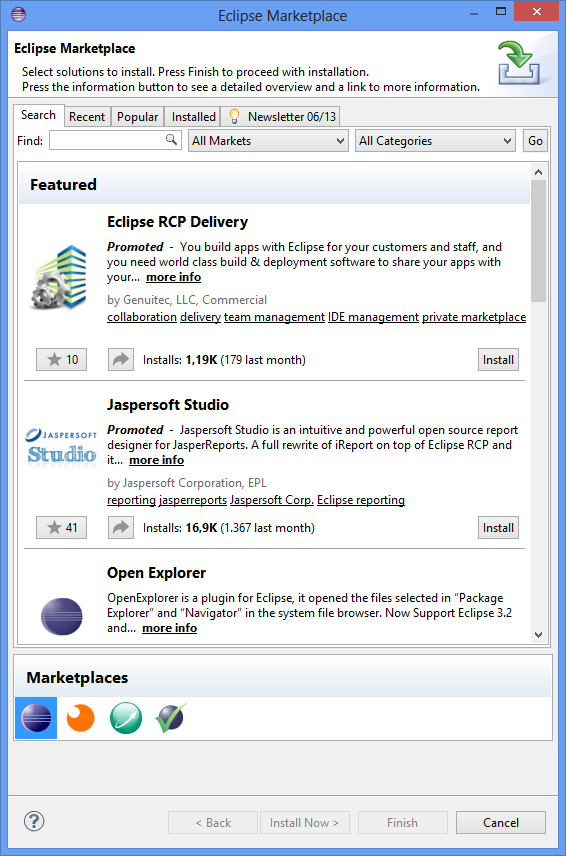 Eclipse Marketplace
Eclipse Marketplace
Select solutions to install. Press Finish to proceed with installation.
Press the information button to see a detailed overview and a link to more information.
Search Recent Popular Installed Newsletter 06/13
Find: All Markets All Categories Go
Featured
Eclipse RCP Delivery
Promoted - You build apps with Eclipse for your customers and staff, and
you need world class build & deployment software to share your apps with
your... more info
by Genuitec, LLC, Commercial
collaboration delivery team management IDE management private marketplace
10 Installs: 1,19K (179 last month) Install
Jaspersoft Studio
JASPERSOFT
Studio
Promoted - Jaspersoft Studio is an intuitive and powerful open source report
designer for JasperReports. A full rewrite of iReport on top of Eclipse RCP and
it... more info
by Jaspersoft Corporation, EPL
reporting jasperreports Jaspersoft Corp. Eclipse reporting
41 Installs: 16,9K (1.367 last month) Install
Open Explorer
OpenExplorer is a plugin for Eclipse, it opened the files selected in “Package
Explorer” and “Navigator” in the system file browser. Now Support Eclipse 3.2
and... more info
Marketplaces
? < Back Install Now > Finish Cancel